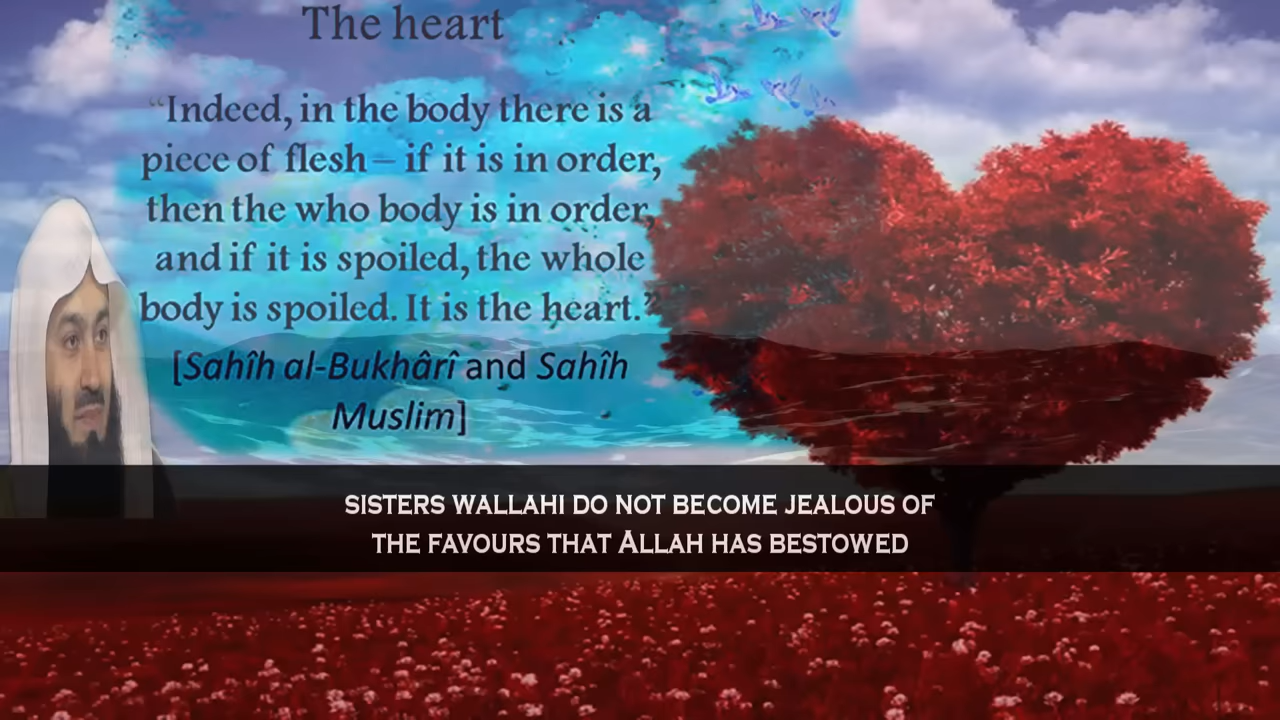 The heart
“Indeed, in the body there is a
piece of flesh – if it is in order,
then the who body is in order,
and if it is spoiled, the whole
body is spoiled. It is the heart.”
[Sahîh al-Bukhârî and Sahîh
Muslim]
SISTERS WALLAHI DO NOT BECOME JEALOUS OF
THE FAVOURS THAT ALLAH HAS BESTOWED